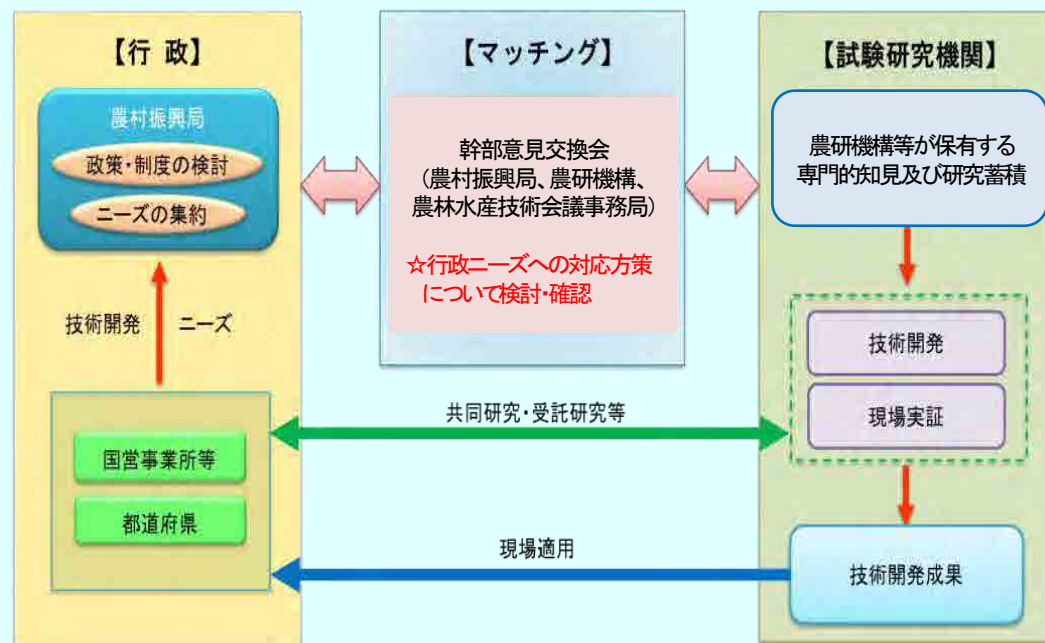 【行 政】
農村振興局
政策・制度の検討
ニーズの集約
技術開発 ニーズ
国営事業所等
都道府県
【マッチング】
幹部意見交換会
(農村振興局、農研機構、
農林水産技術会議事務局)
☆行政ニーズへの対応方策
について検討・確認
共同研究・受託研究等
現場適用
【試験研究機関】
農研機構等が保有する
専門的知見及び研究蓄積
技術開発
現場実証
技術開発成果